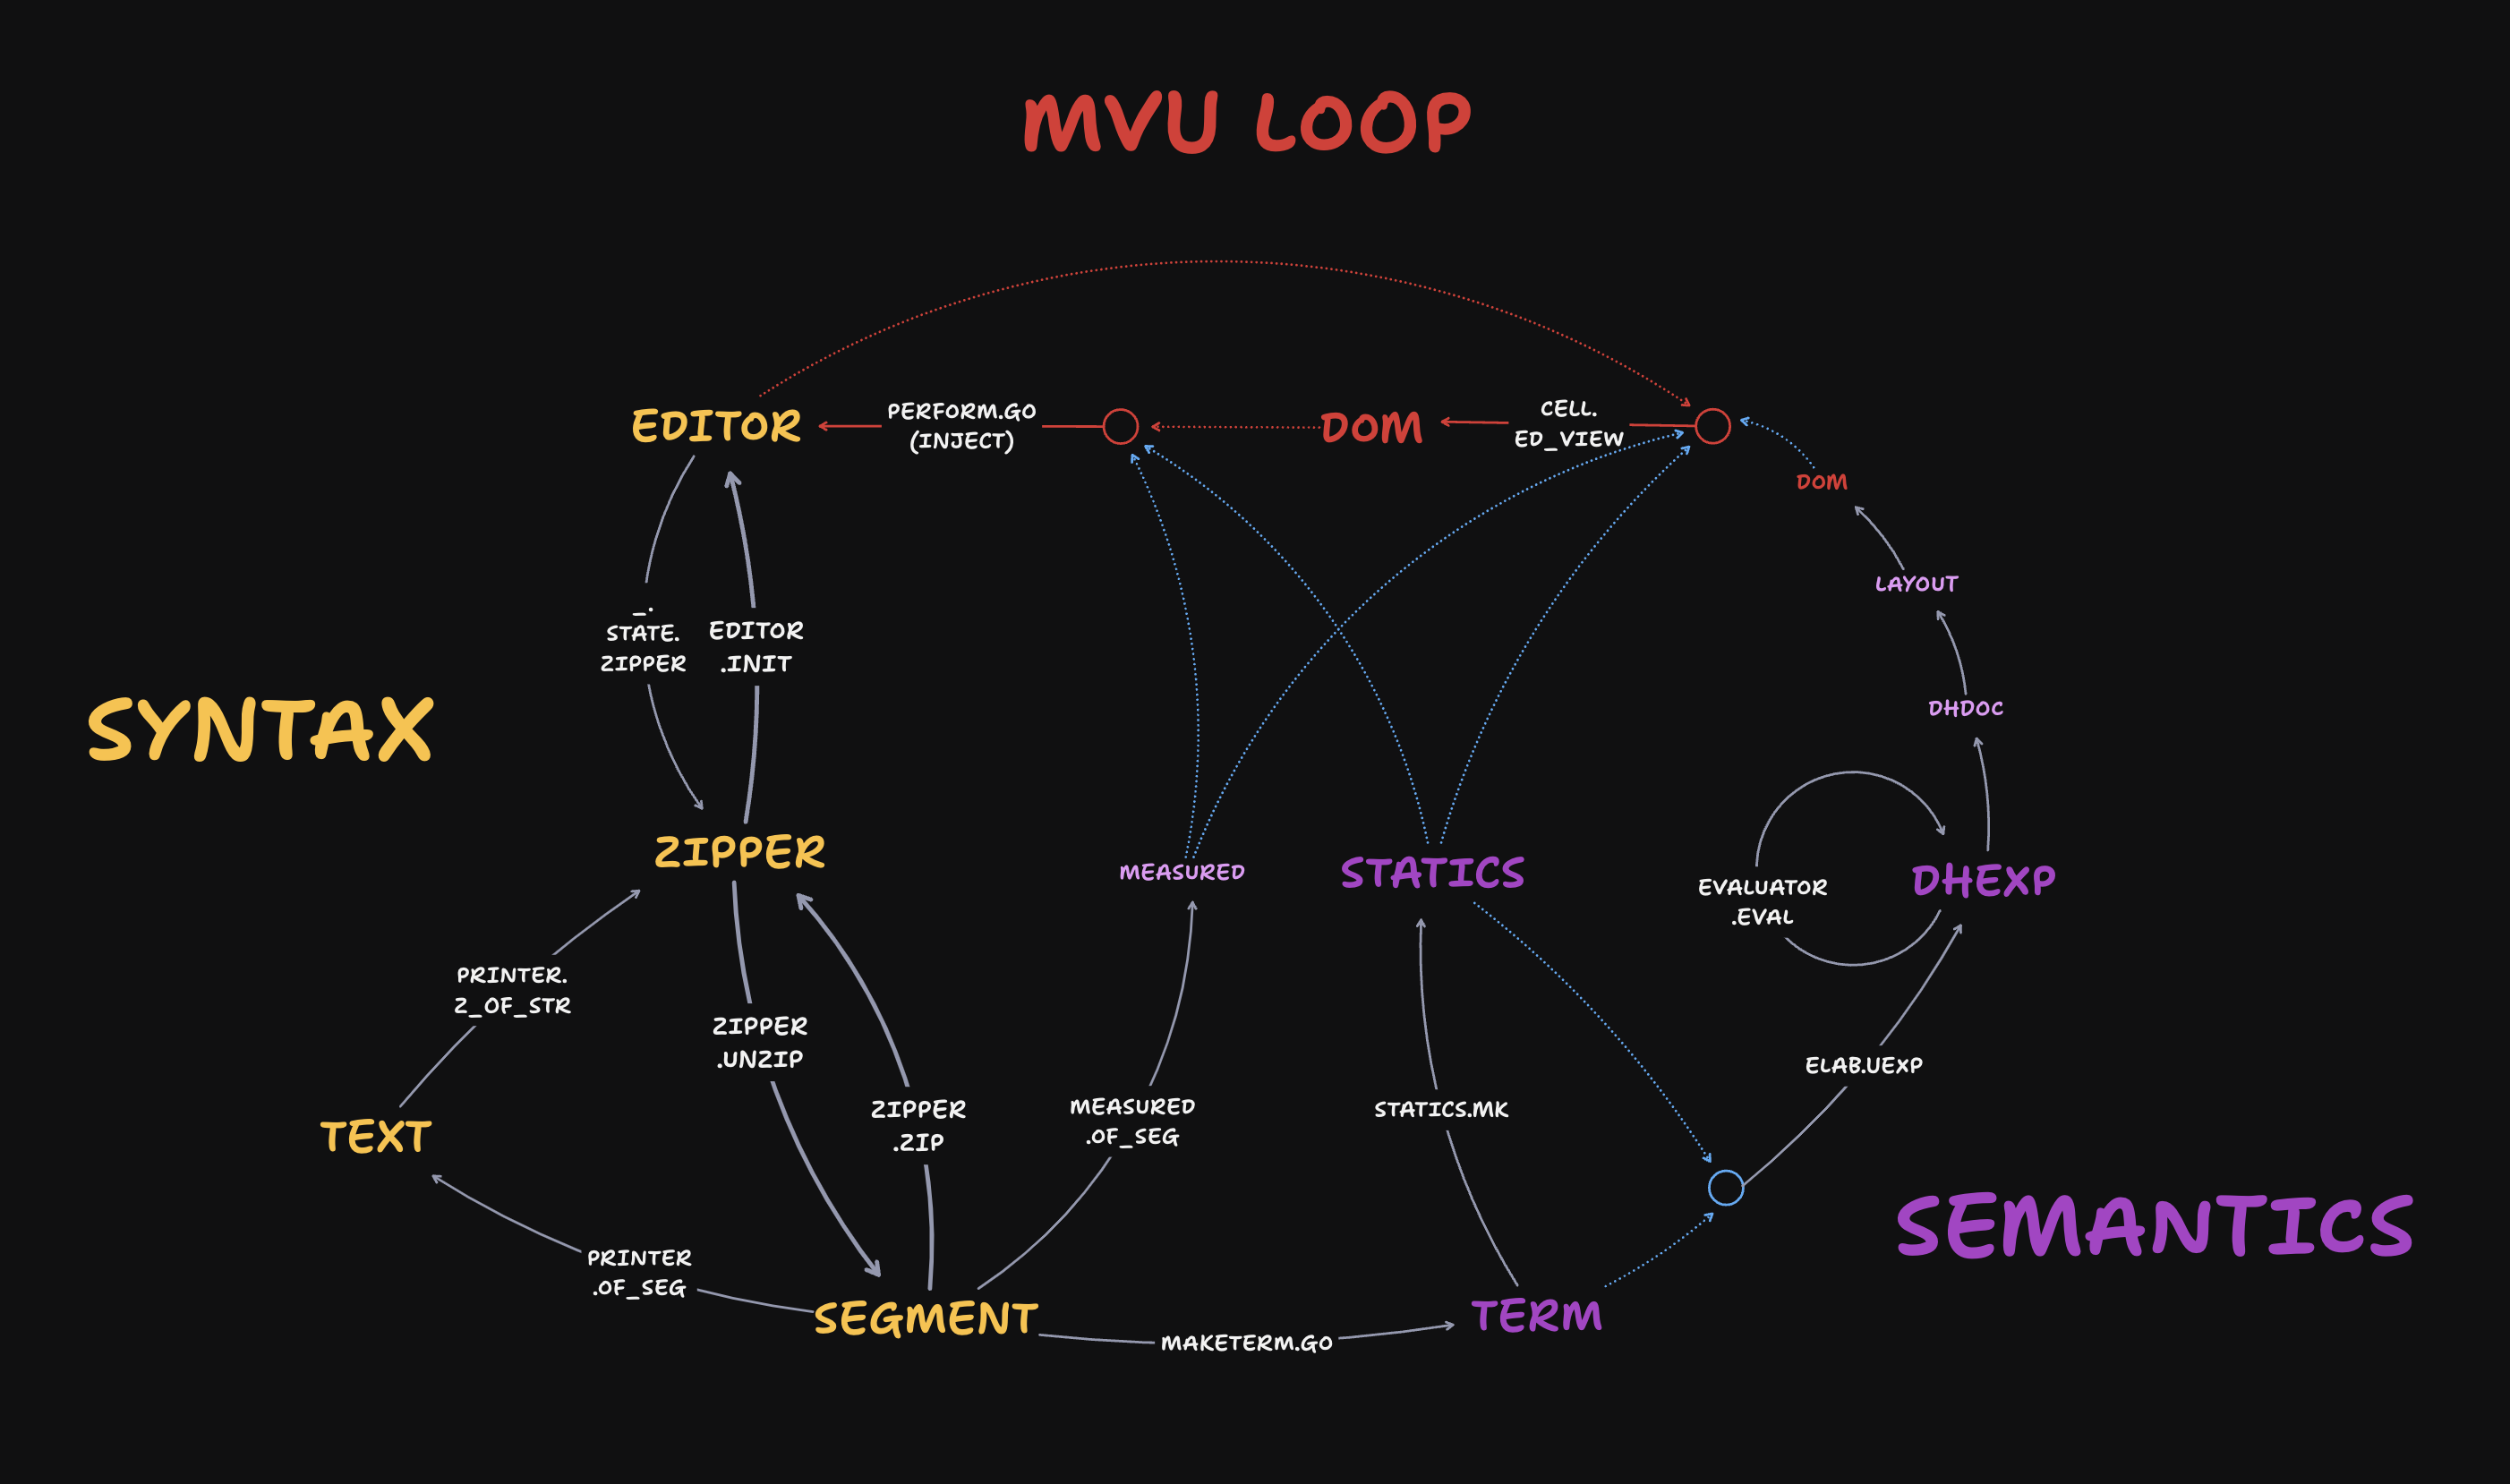 MVU LOOP
EDITOR
PERFORM.GO
(INJECT)
DOM
CELL.
ED_VIEW
DOM
LAYOUT
_.
STATE.
ZIPPER
EDITOR
.INIT
SYNTAX
DHDOC
ZIPPER
MEASURED
STATICS
EVALUATOR
.EVAL
DHEXP
PRINTER.
Z_OF_STR
ZIPPER
.UNZIP
ELAB.UEXP
TEXT
ZIPPER
.ZIP
MEASURED
.OF_SEG
STATICS.MK
SEMANTICS
PRINTER
.OF_SEG
SEGMENT
MAKETERM.GO
TERM